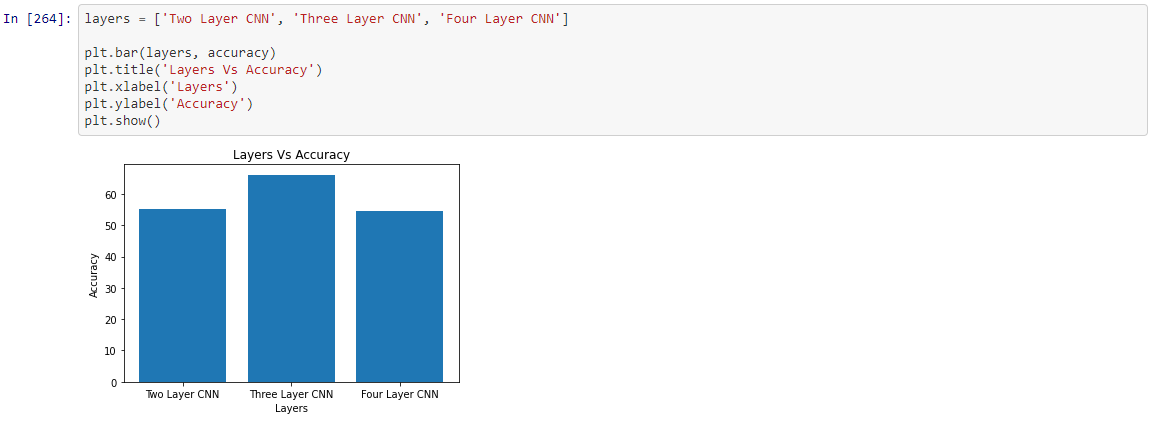 In [264]: layers = ['Two Layer CNN', 'Three Layer CNN', 'Four Layer CNN']
plt.bar(layers, accuracy)
plt.title('Layers Vs Accuracy')
plt.xlabel('Layers')
plt.ylabel('Accuracy')
plt.show()
Layers Vs Accuracy
60
50
40
30
20
10
0
Accuracy
Two Layer CNN Three Layer CNN Four Layer CNN
Layers